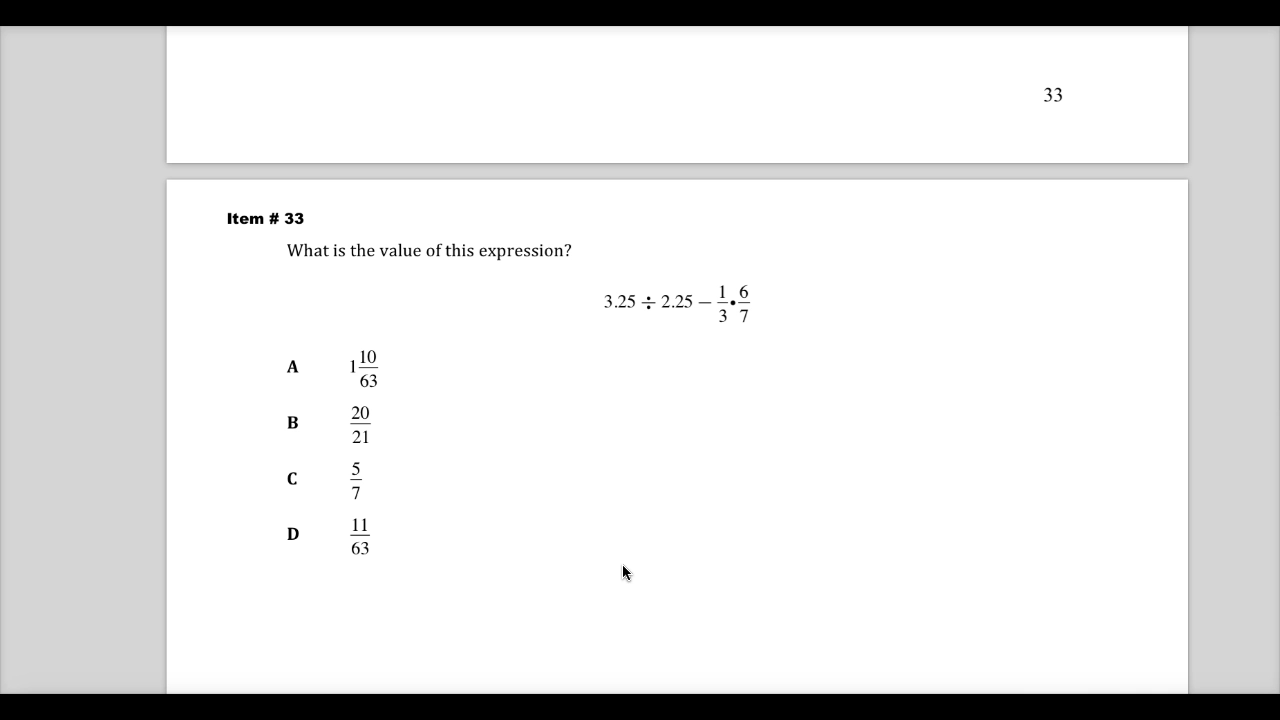 33
Item # 33
What is the value of this expression?
3.25 ÷ 2.25 − 1/3 • 6/7
A 1 10/63
B 20/21
C 5/7
D 11/63